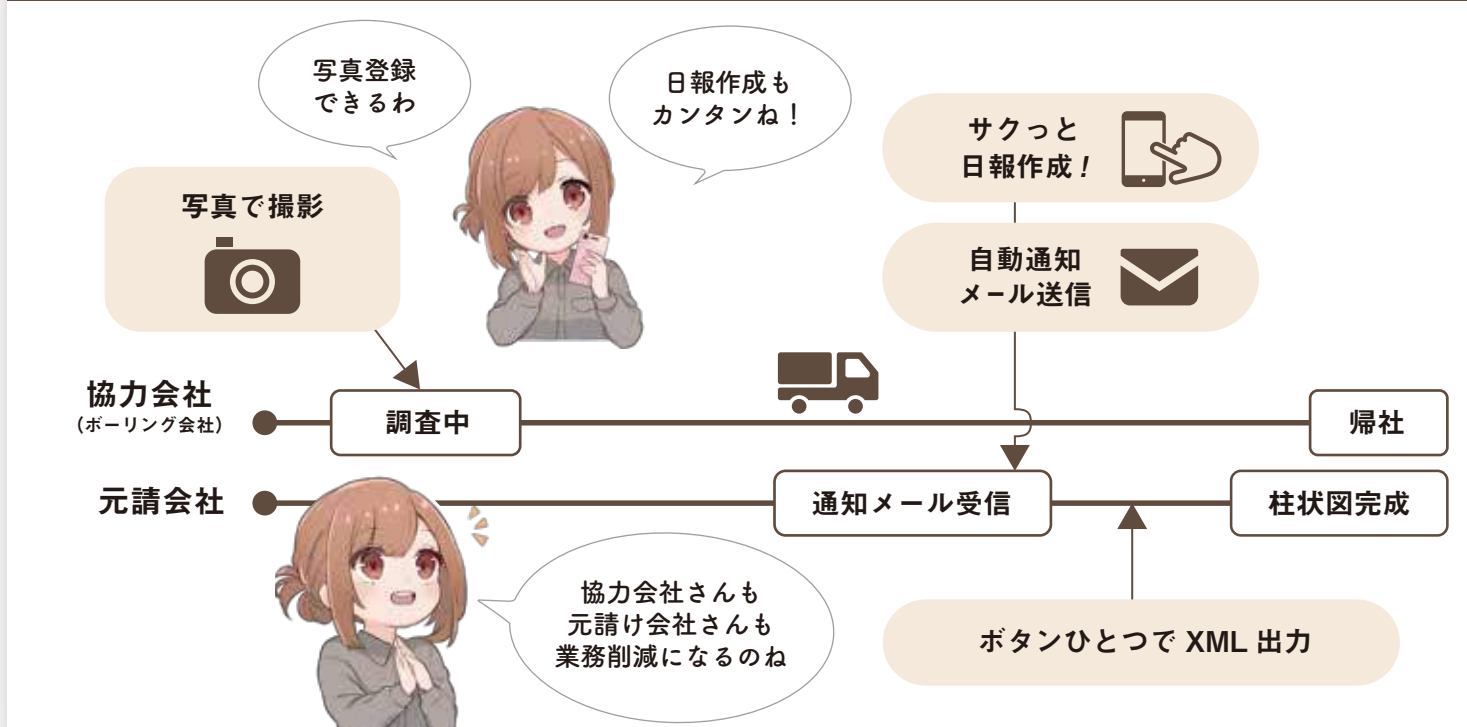 写真登録
できるわ
日報作成も
カンタンね！
サクっと
日報作成！
写真で撮影
自動通知
メール送信
協力会社
（ボーリング会社）
調査中
帰社
元請会社
通知メール受信
柱状図完成
協力会社さんも
元請け会社さんも
業務削減になるのね
ボタンひとつで XML 出力